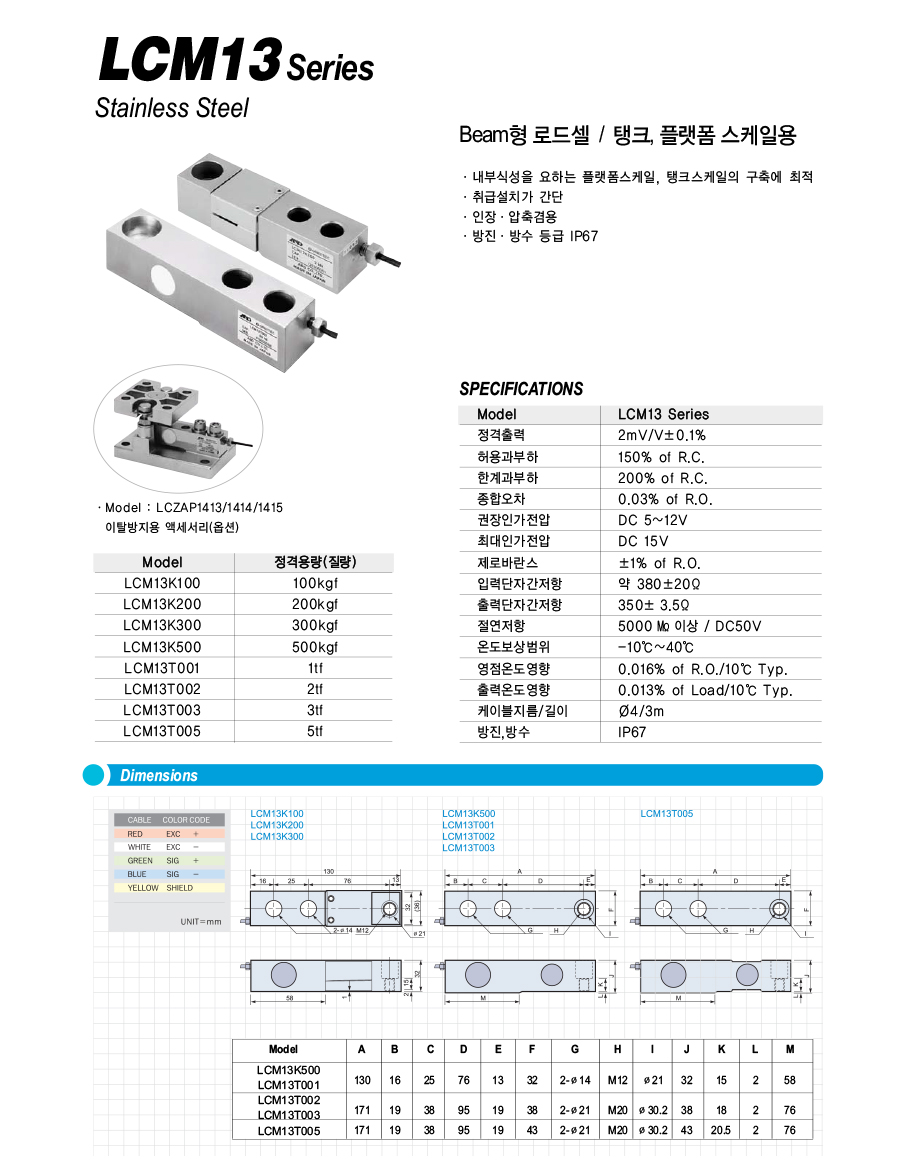 LCM13 Series
Stainless Steel
Beam형 로드셀 / 탱크, 플랫폼 스케일용
· 내부식성을 요하는 플랫폼스케일, 탱크스케일의 구축에 최적
· 취급설치가 간단
· 인장 · 압축겸용
· 방진 · 방수 등급 IP67
· Model : LCZAP1413/1414/1415
이탈방지용 액세서리(옵션)
Model 정격용량(질량)
LCM13K100 100kgf
LCM13K200 200kgf
LCM13K300 300kgf
LCM13K500 500kgf
LCM13T001 1tf
LCM13T002 2tf
LCM13T003 3tf
LCM13T005 5tf
SPECIFICATIONS
Model LCM13 Series
정격출력 2mV/V±0.1%
허용과부하 150% of R.C.
한계과부하 200% of R.C.
종합오차 0.03% of R.O.
권장인가전압 DC 5~12V
최대인가전압 DC 15V
제로바란스 ±1% of R.O.
입력단자간저항 약 380±20Ω
출력단자간저항 350± 3.5Ω
절연저항 5000 ㏁ 이상 / DC50V
온도보상범위 -10℃~40℃
영점온도영향 0.016% of R.O./10℃ Typ.
출력온도영향 0.013% of Load/10℃ Typ.
케이블지름/길이 Ø4/3m
방진,방수 IP67
Dimensions
CABLE COLOR CODE
RED EXC +
WHITE EXC −
GREEN SIG +
BLUE SIG −
YELLOW SHIELD
UNIT=mm
LCM13K100
LCM13K200
LCM13K300
130
16 25 76 13
32
(36)
2-ø14 M12
ø21
32
15
2
58
1
LCM13K500
LCM13T001
LCM13T002
LCM13T003
A
B C D E
F
G H I
J
K
L
M
LCM13T005
A
B C D E
F
G H I
J
K
L
M
Model A B C D E F G H I J K L M
LCM13K500
LCM13T001
130 16 25 76 13 32 2-ø14 M12 ø21 32 15 2 58
LCM13T002
LCM13T003
171 19 38 95 19 38 2-ø21 M20 ø30.2 38 18 2 76
LCM13T005 171 19 38 95 19 43 2-ø21 M20 ø30.2 43 20.5 2 76